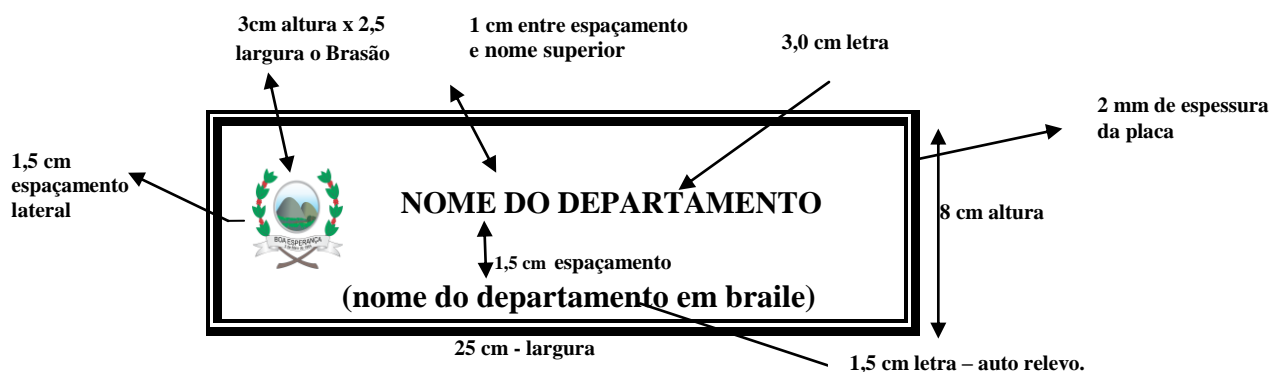 3cm altura x 2,5
largura o Brasão
1 cm entre espaçamento
e nome superior
3,0 cm letra
2 mm de espessura
da placa
1,5 cm
espaçamento
lateral
NOME DO DEPARTAMENTO
8 cm altura
BOA ESPERANÇA
1,5 cm espaçamento
(nome do departamento em braile)
25 cm - largura
1,5 cm letra – auto relevo.